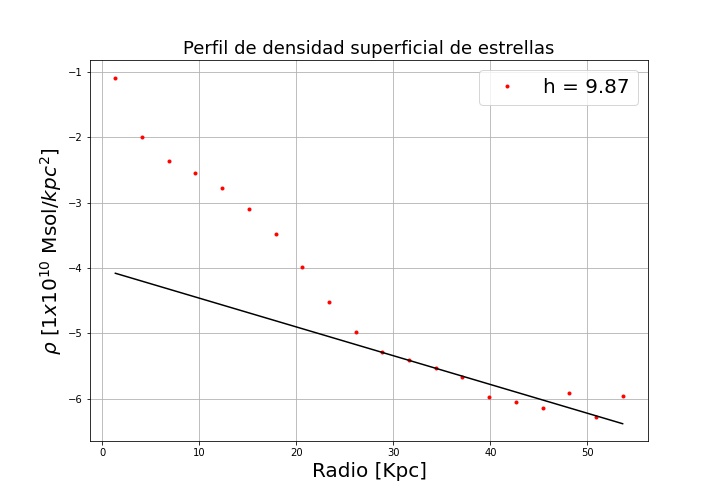 Perfil de densidad superficial de estrellas
h = 9.87
−1
−2
−3
−4
−5
−6
ρ [1x10¹⁰ Msol/kpc²]
0 10 20 30 40 50
Radio [Kpc]